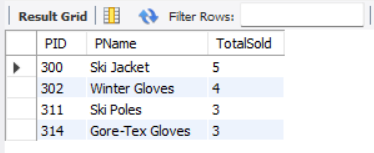 Result Grid Filter Rows:
PID PName TotalSold
300 Ski Jacket 5
302 Winter Gloves 4
311 Ski Poles 3
314 Gore-Tex Gloves 3